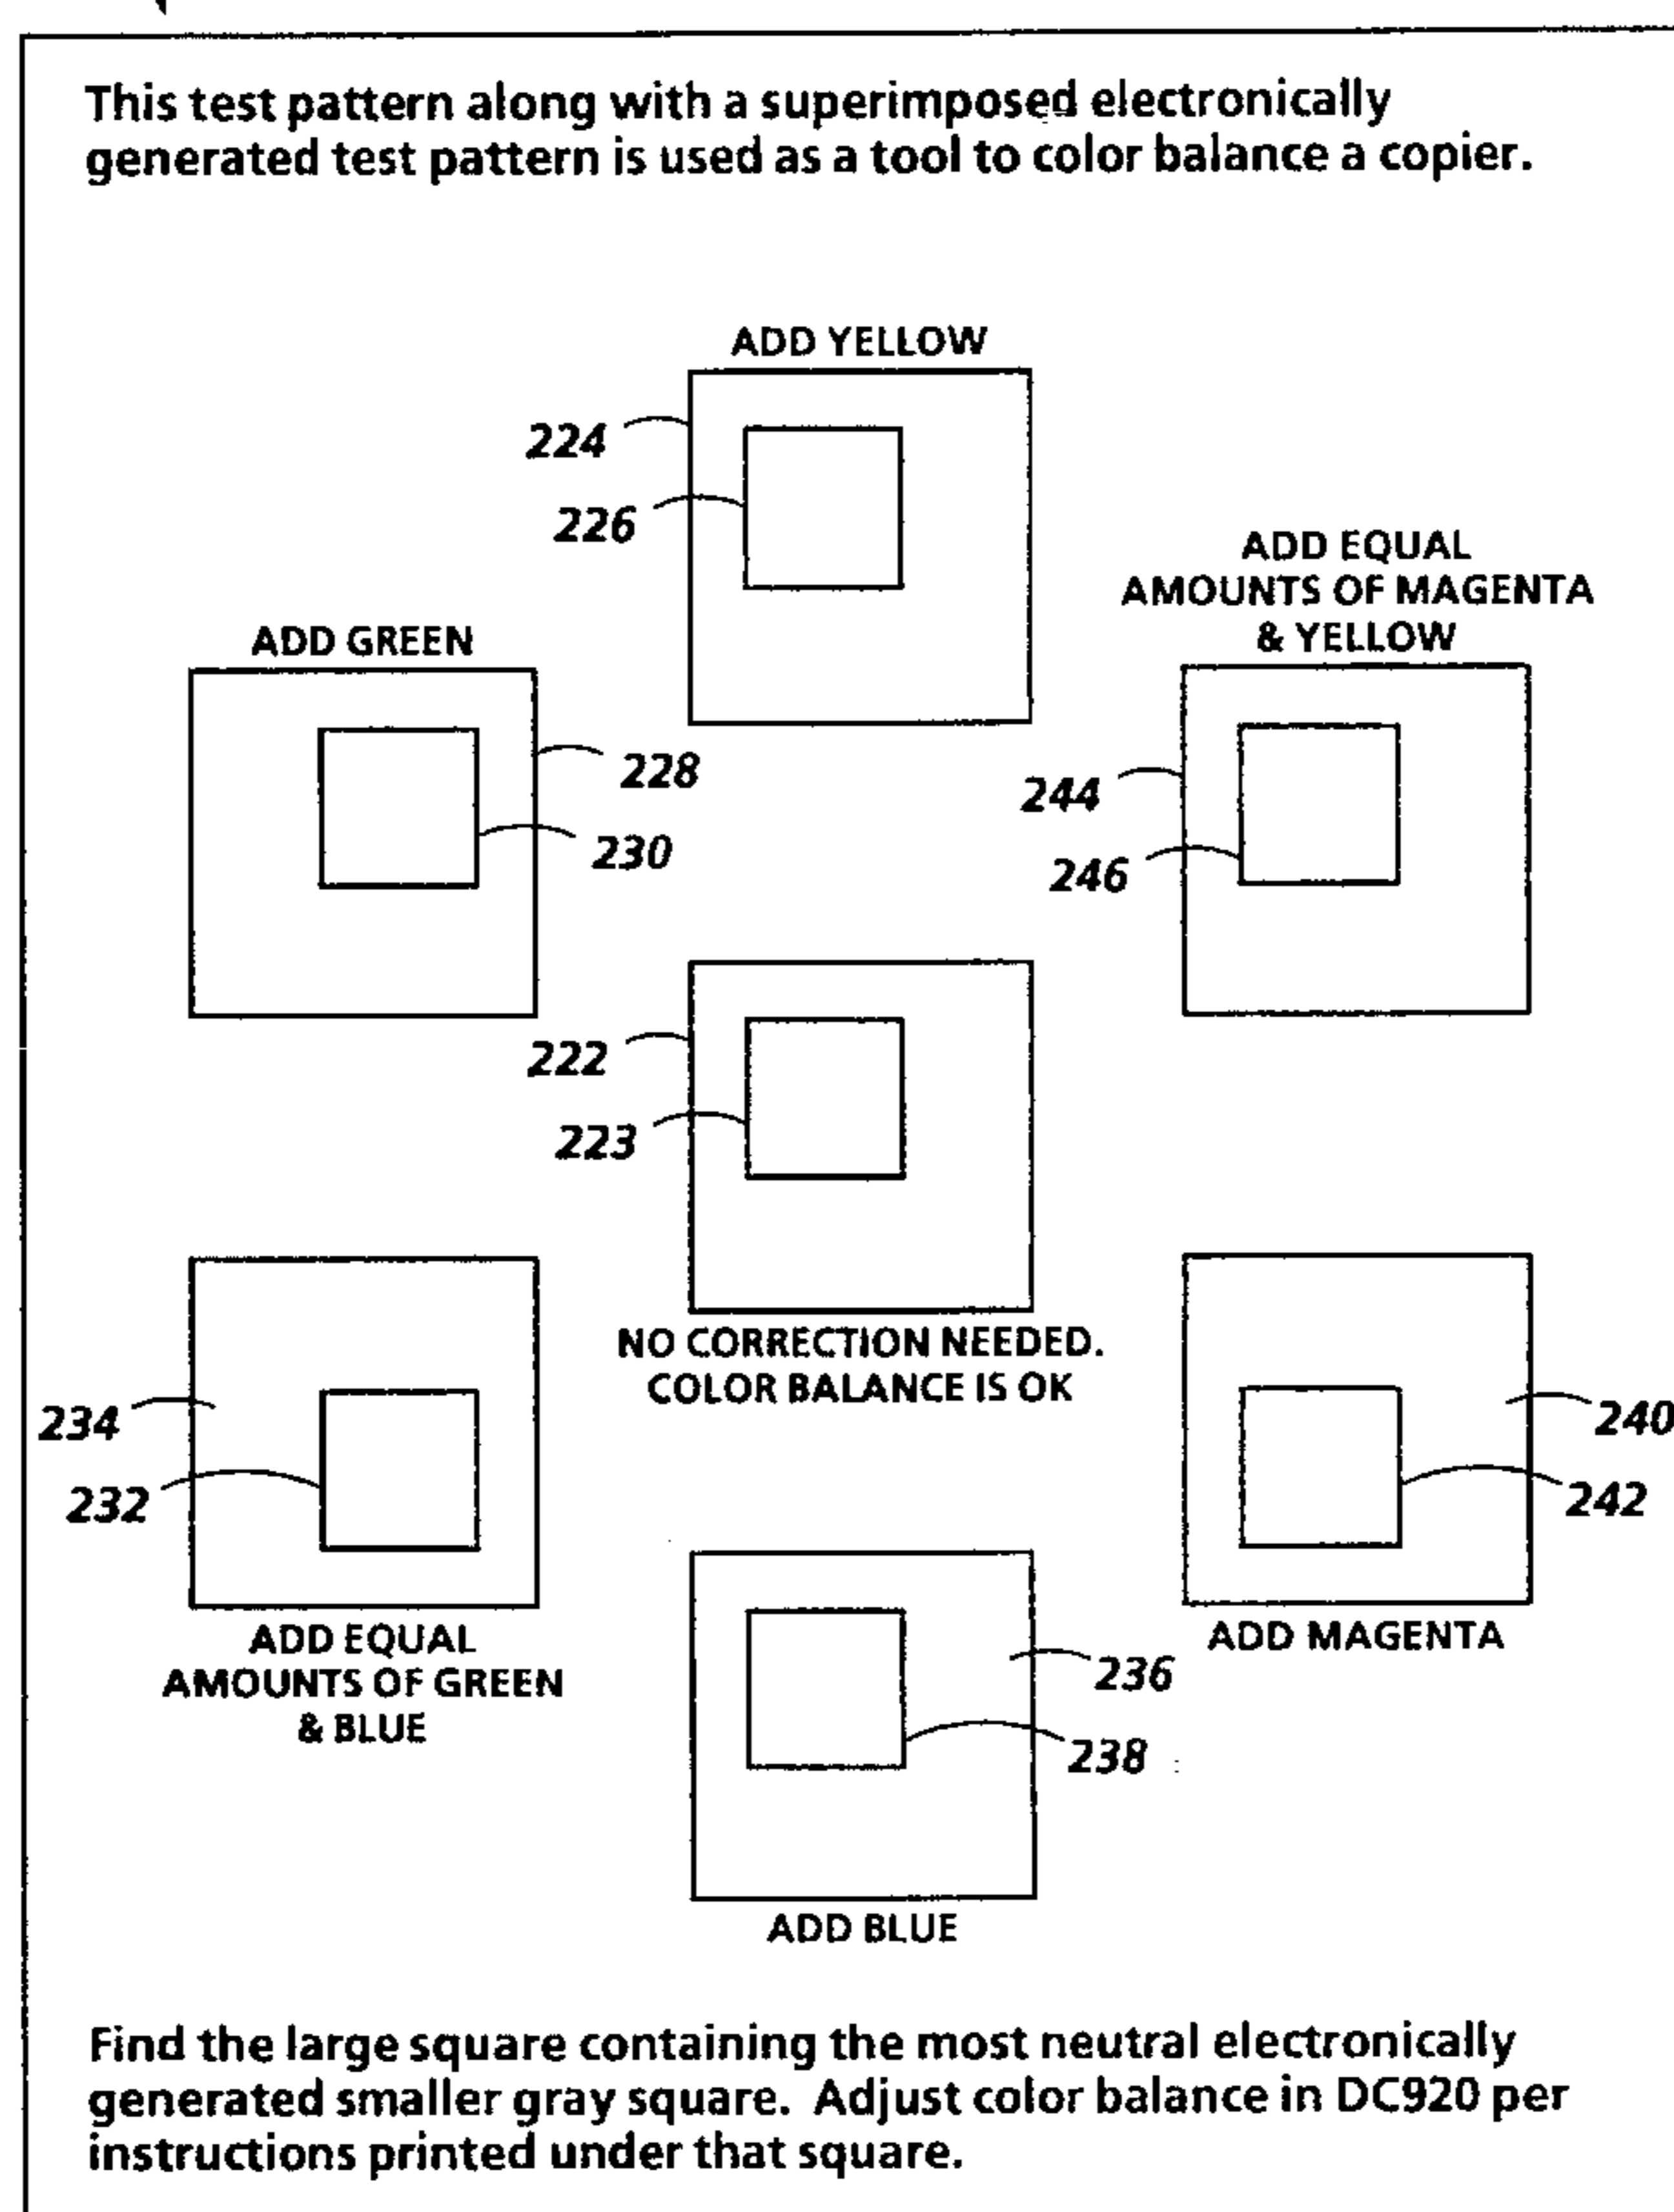 This test pattern along with a superimposed electronically
generated test pattern is used as a tool to color balance a copier.
ADD YELLOW
224
226
ADD EQUAL
AMOUNTS OF MAGENTA
& YELLOW
ADD GREEN
228
230
244
246
222
223
NO CORRECTION NEEDED.
COLOR BALANCE IS OK
234
232
240
242
ADD EQUAL
AMOUNTS OF GREEN
& BLUE
ADD MAGENTA
236
238
ADD BLUE
Find the large square containing the most neutral electronically
generated smaller gray square. Adjust color balance in DC920 per
instructions printed under that square.